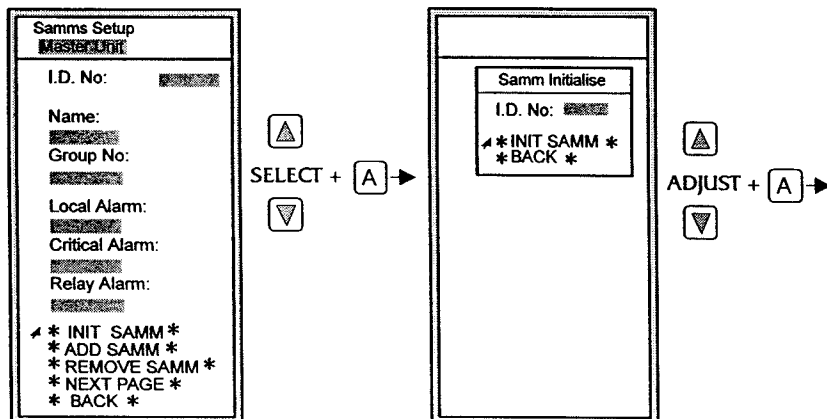 Samms Setup
Master Unit
I.D. No:
Name:
Group No:
Local Alarm:
Critical Alarm:
Relay Alarm:
* INIT SAMM *
* ADD SAMM *
* REMOVE SAMM *
* NEXT PAGE *
* BACK *
SELECT + A
Samm Initialise
I.D. No:
* INIT SAMM *
* BACK *
ADJUST + A